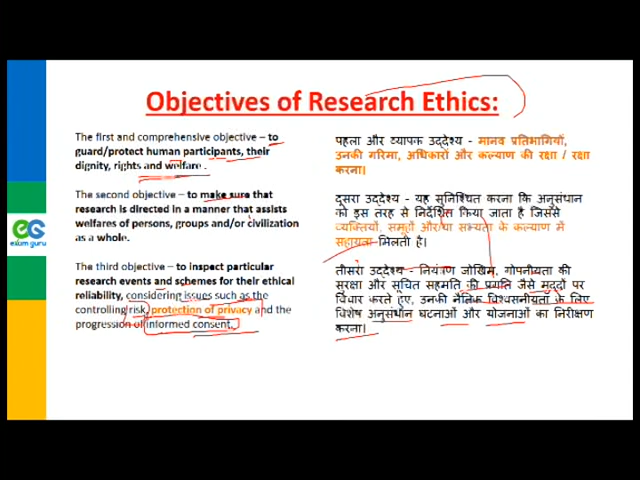 Objectives of Research Ethics:
The first and comprehensive objective – to
guard/protect human participants, their
dignity, rights and welfare .
The second objective – to make sure that
research is directed in a manner that assists
welfares of persons, groups and/or civilization
as a whole.
The third objective – to inspect particular
research events and schemes for their ethical
reliability, considering issues such as the
controlling risk, protection of privacy and the
progression of informed consent.
पहला और व्यापक उद्देश्य - मानव प्रतिभागियों,
उनकी गरिमा, अधिकारों और कल्याण की रक्षा / रक्षा
करना।
दूसरा उद्देश्य - यह सुनिश्चित करना कि अनुसंधान
को इस तरह से निर्देशित किया जाता है जिससे
व्यक्तियों, समूहों और/या सभ्यता के कल्याण में
सहायता मिलती है।
तीसरा उद्देश्य - नियंत्रण जोखिम, गोपनीयता की
सुरक्षा और सूचित सहमति की प्रगति जैसे मुद्दों पर
विचार करते हुए, उनकी नैतिक विश्वसनीयता के लिए
विशेष अनुसंधान घटनाओं और योजनाओं का निरीक्षण
करना।
eg
exam guru